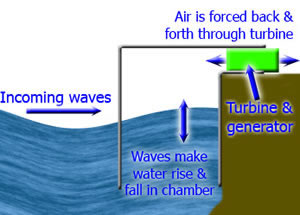 Air is forced back &
forth through turbine
Incoming waves
Turbine &
generator
Waves make
water rise &
fall in chamber